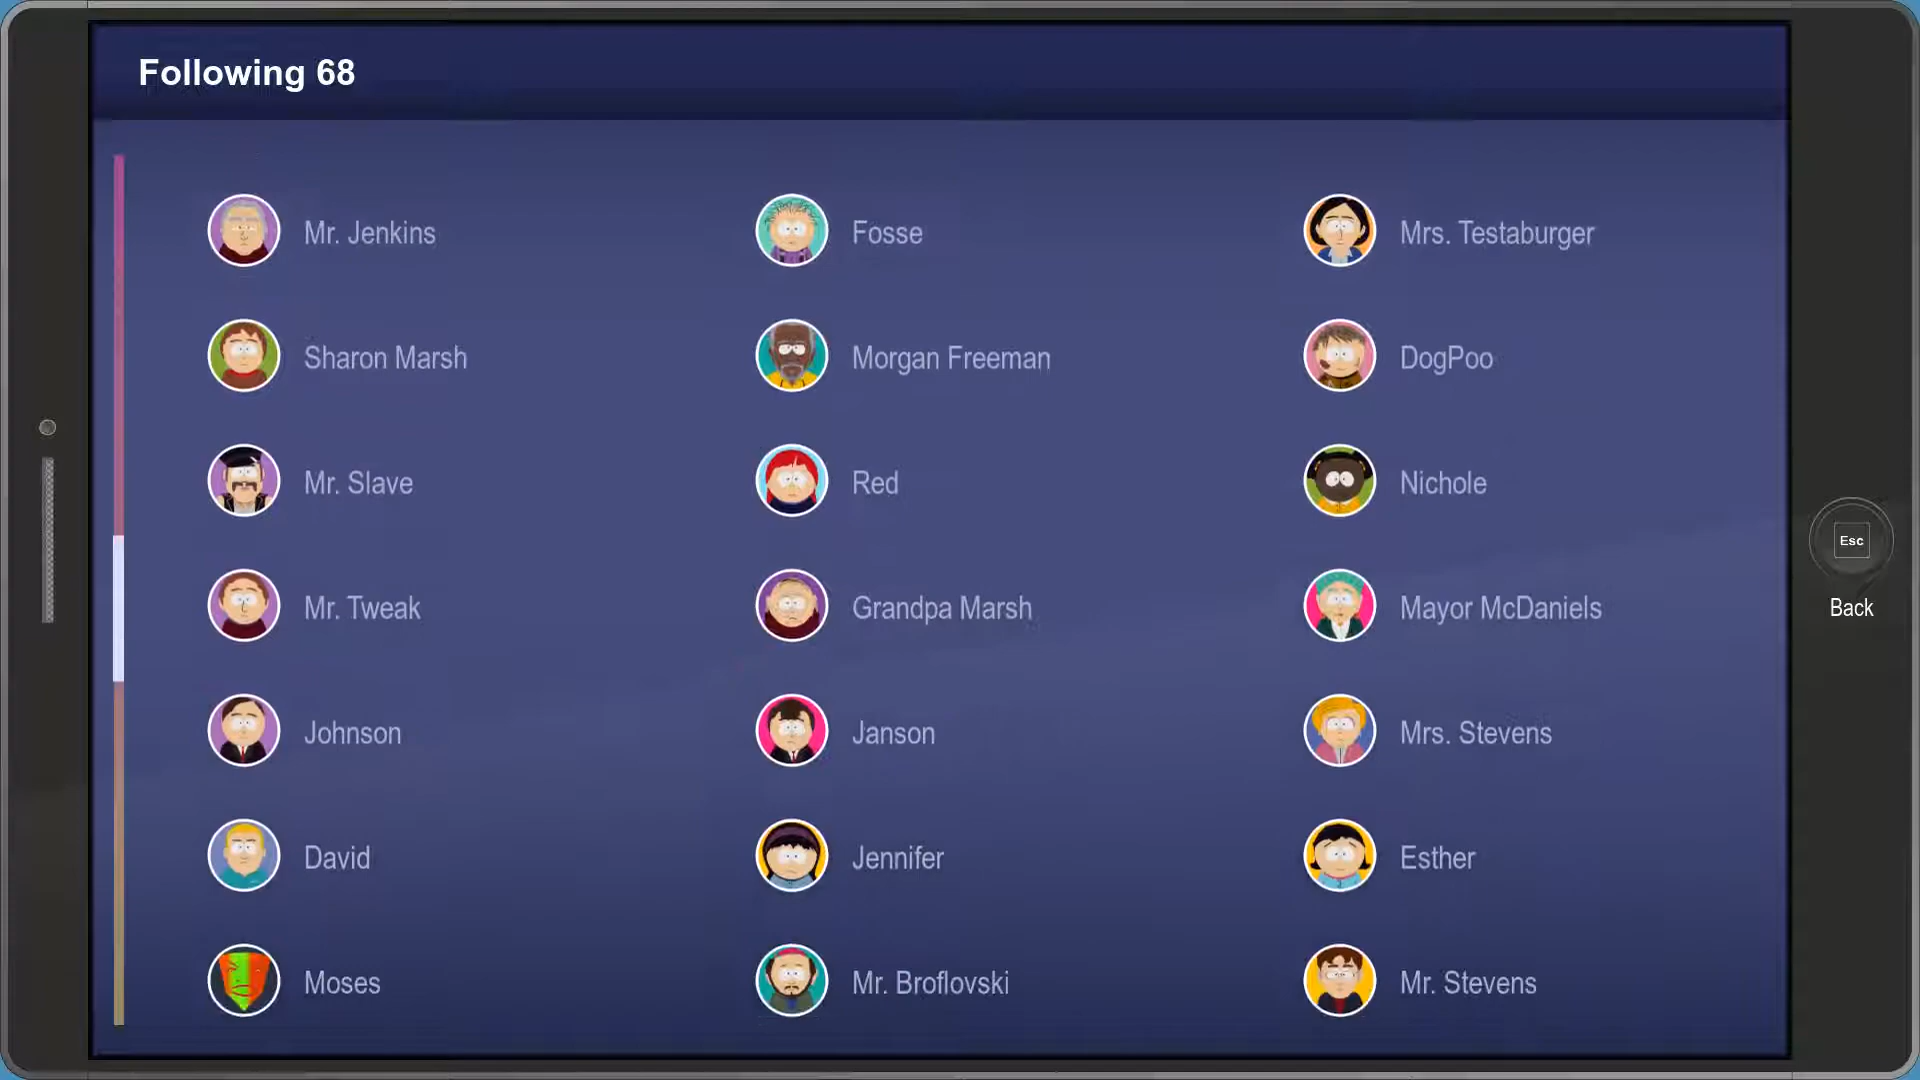 Following 68
Mr. Jenkins
Fosse
Mrs. Testaburger
Sharon Marsh
Morgan Freeman
DogPoo
Mr. Slave
Red
Nichole
Esc
Mr. Tweak
Grandpa Marsh
Mayor McDaniels
Back
Johnson
Janson
Mrs. Stevens
David
Jennifer
Esther
Moses
Mr. Broflovski
Mr. Stevens